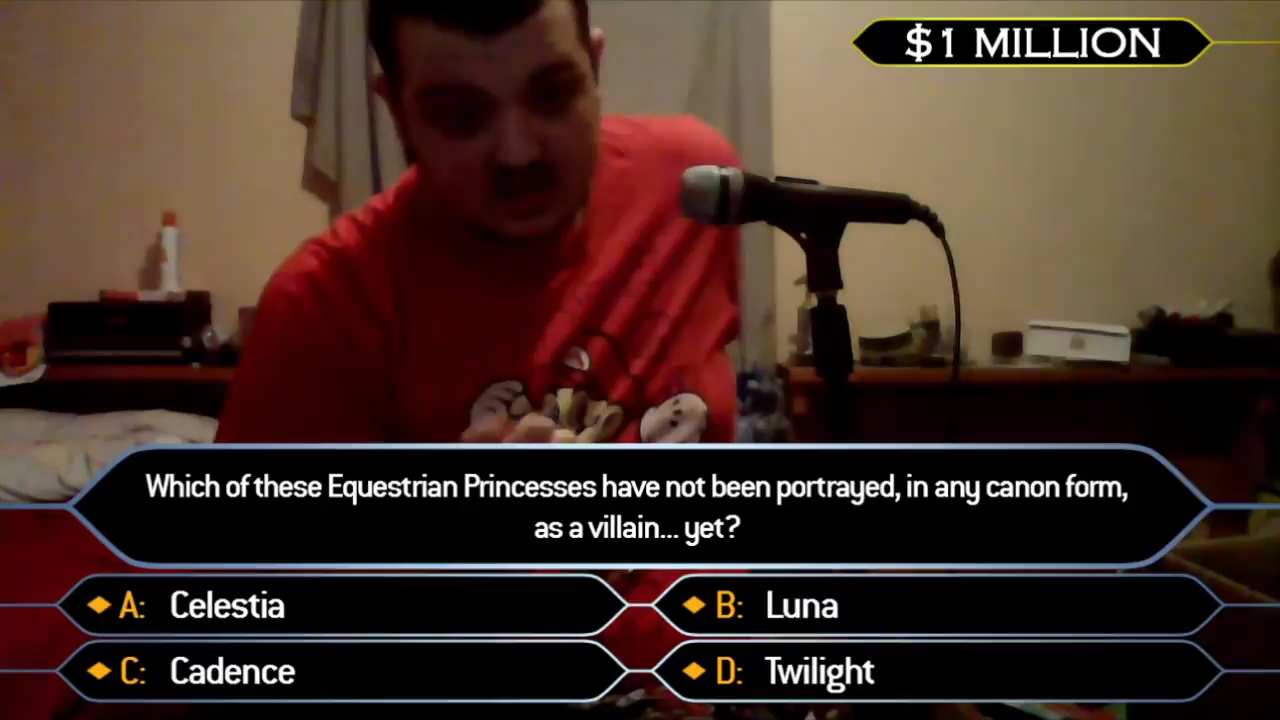 $1 MILLION
Which of these Equestrian Princesses have not been portrayed, in any canon form,
as a villain... yet?
A: Celestia
B: Luna
C: Cadence
D: Twilight